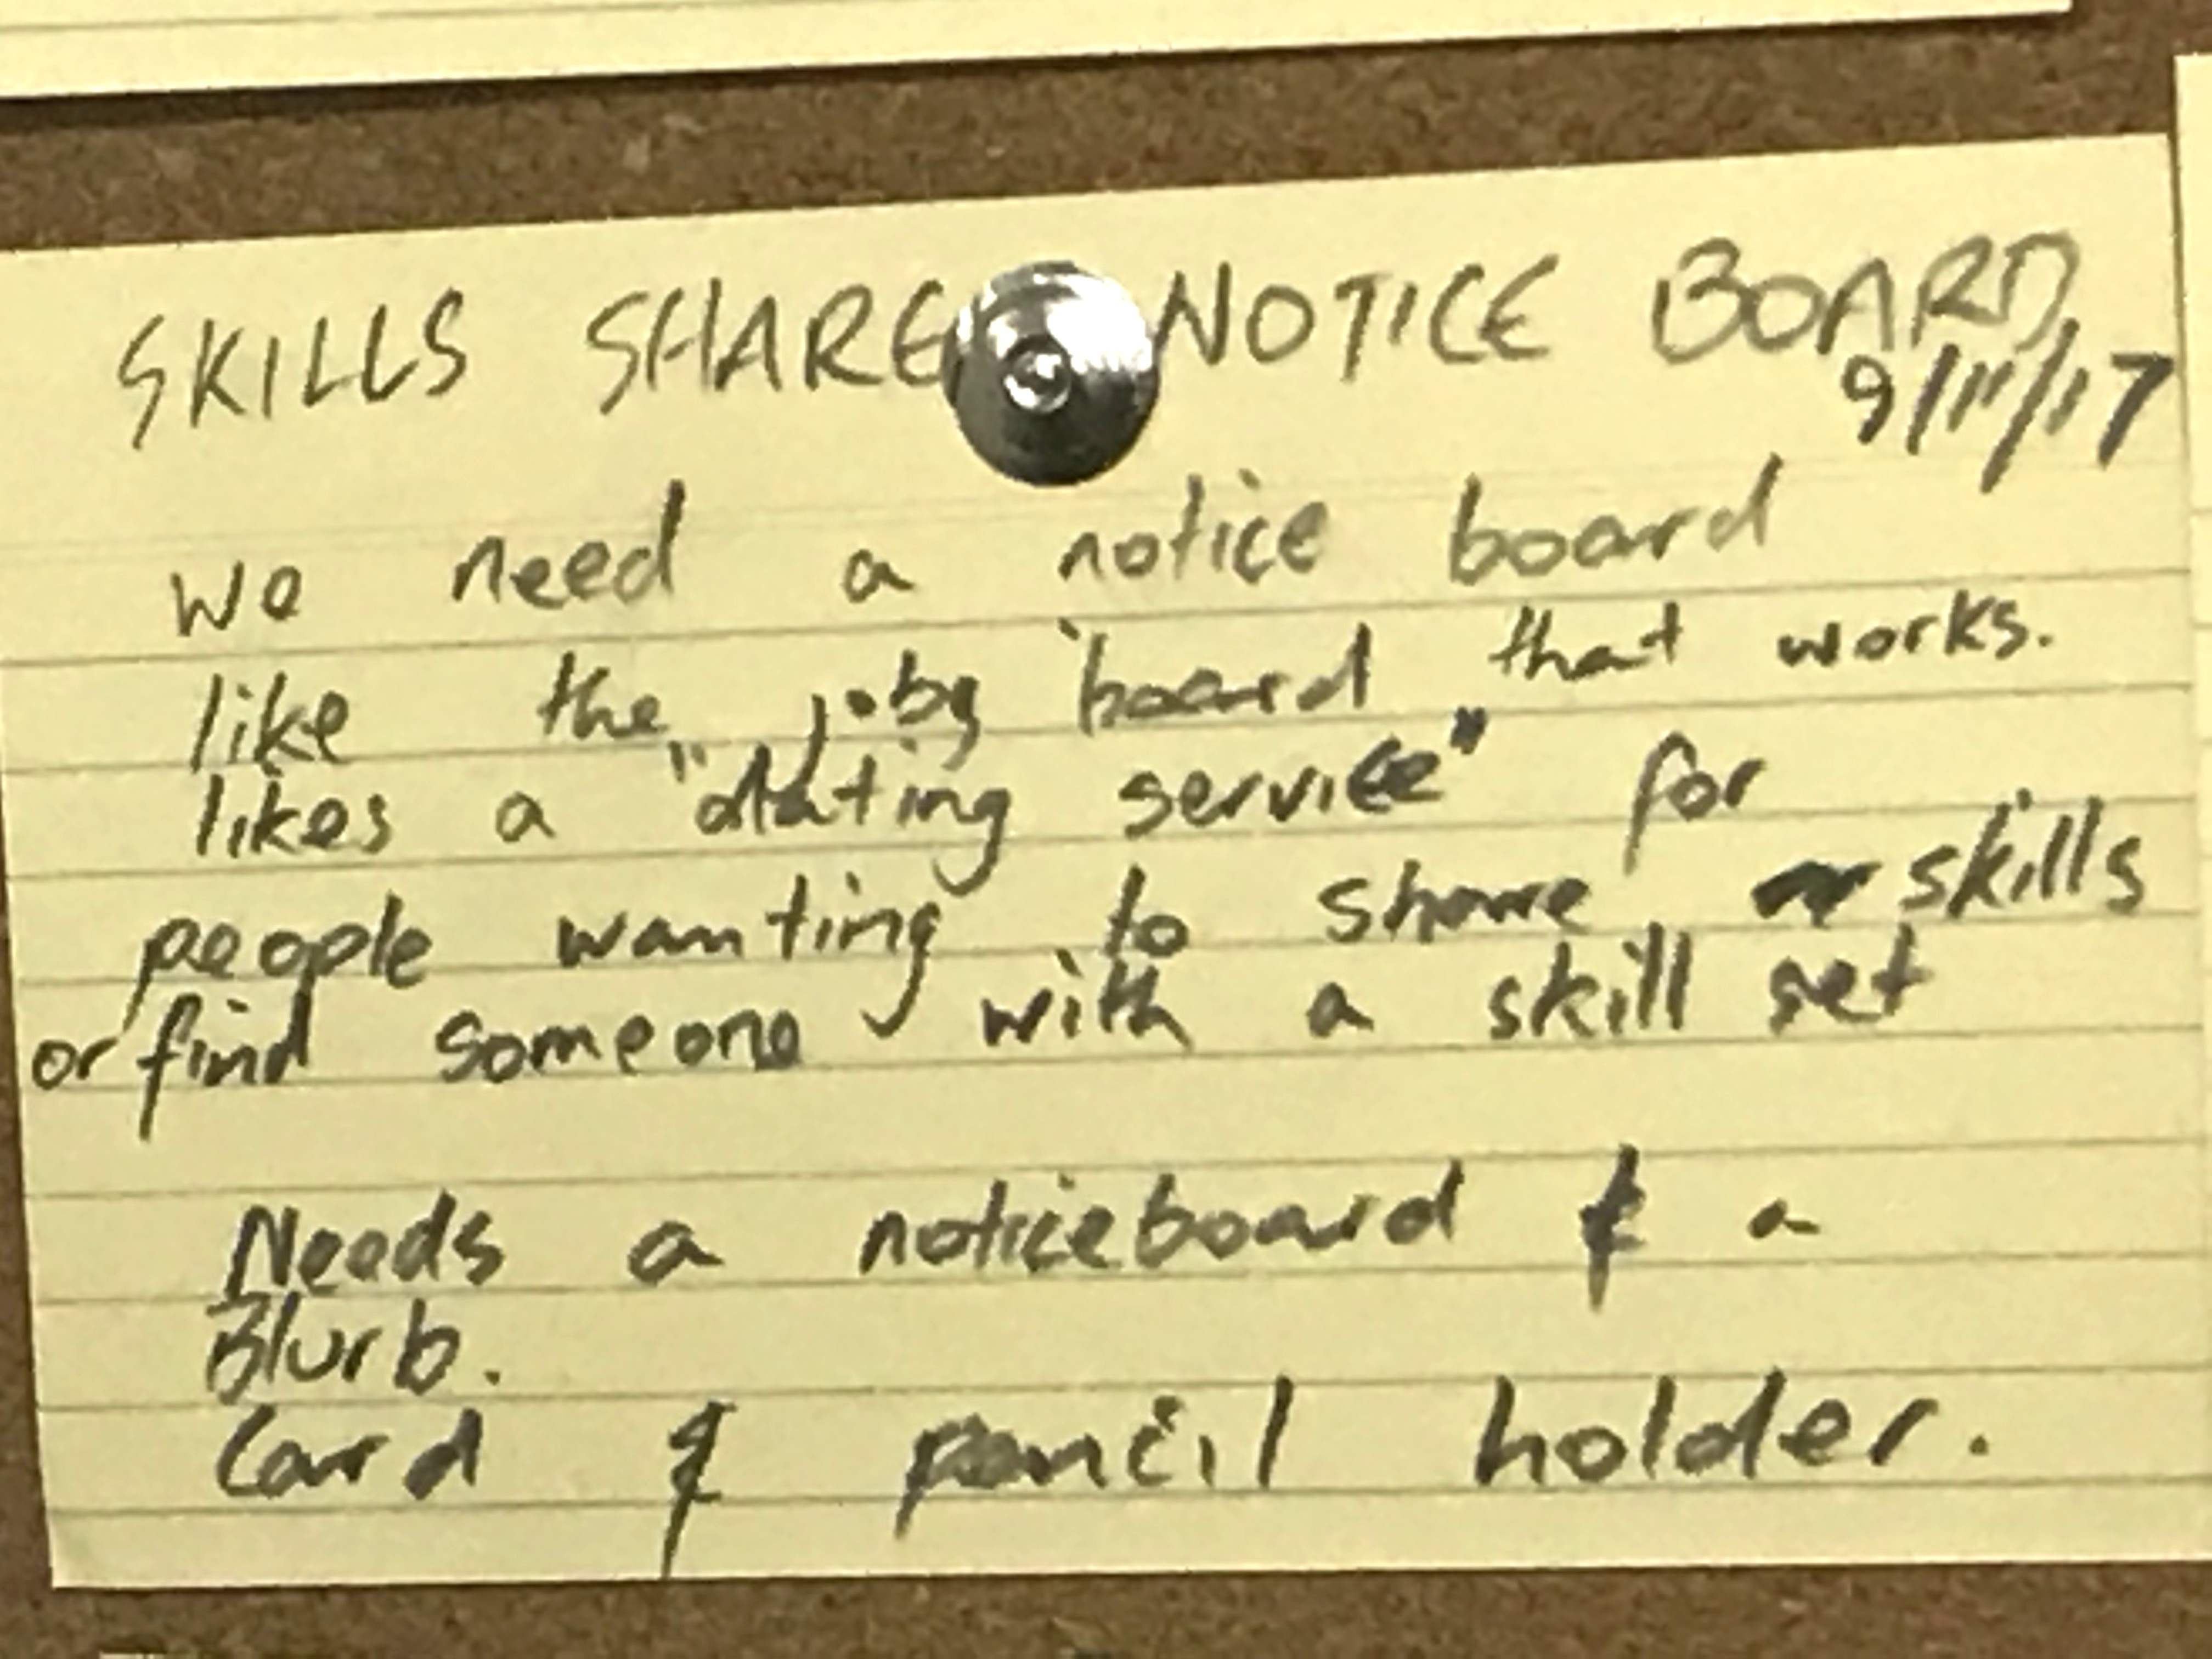 SKILLS SHARE NOTICE BOARD
9/11/17
We need a notice board
like the jobs board that works.
likes a "dating service" for
people wanting to share skills
or find someone with a skill set
Needs a noticeboard & a
Blurb.
Card & pencil holder.